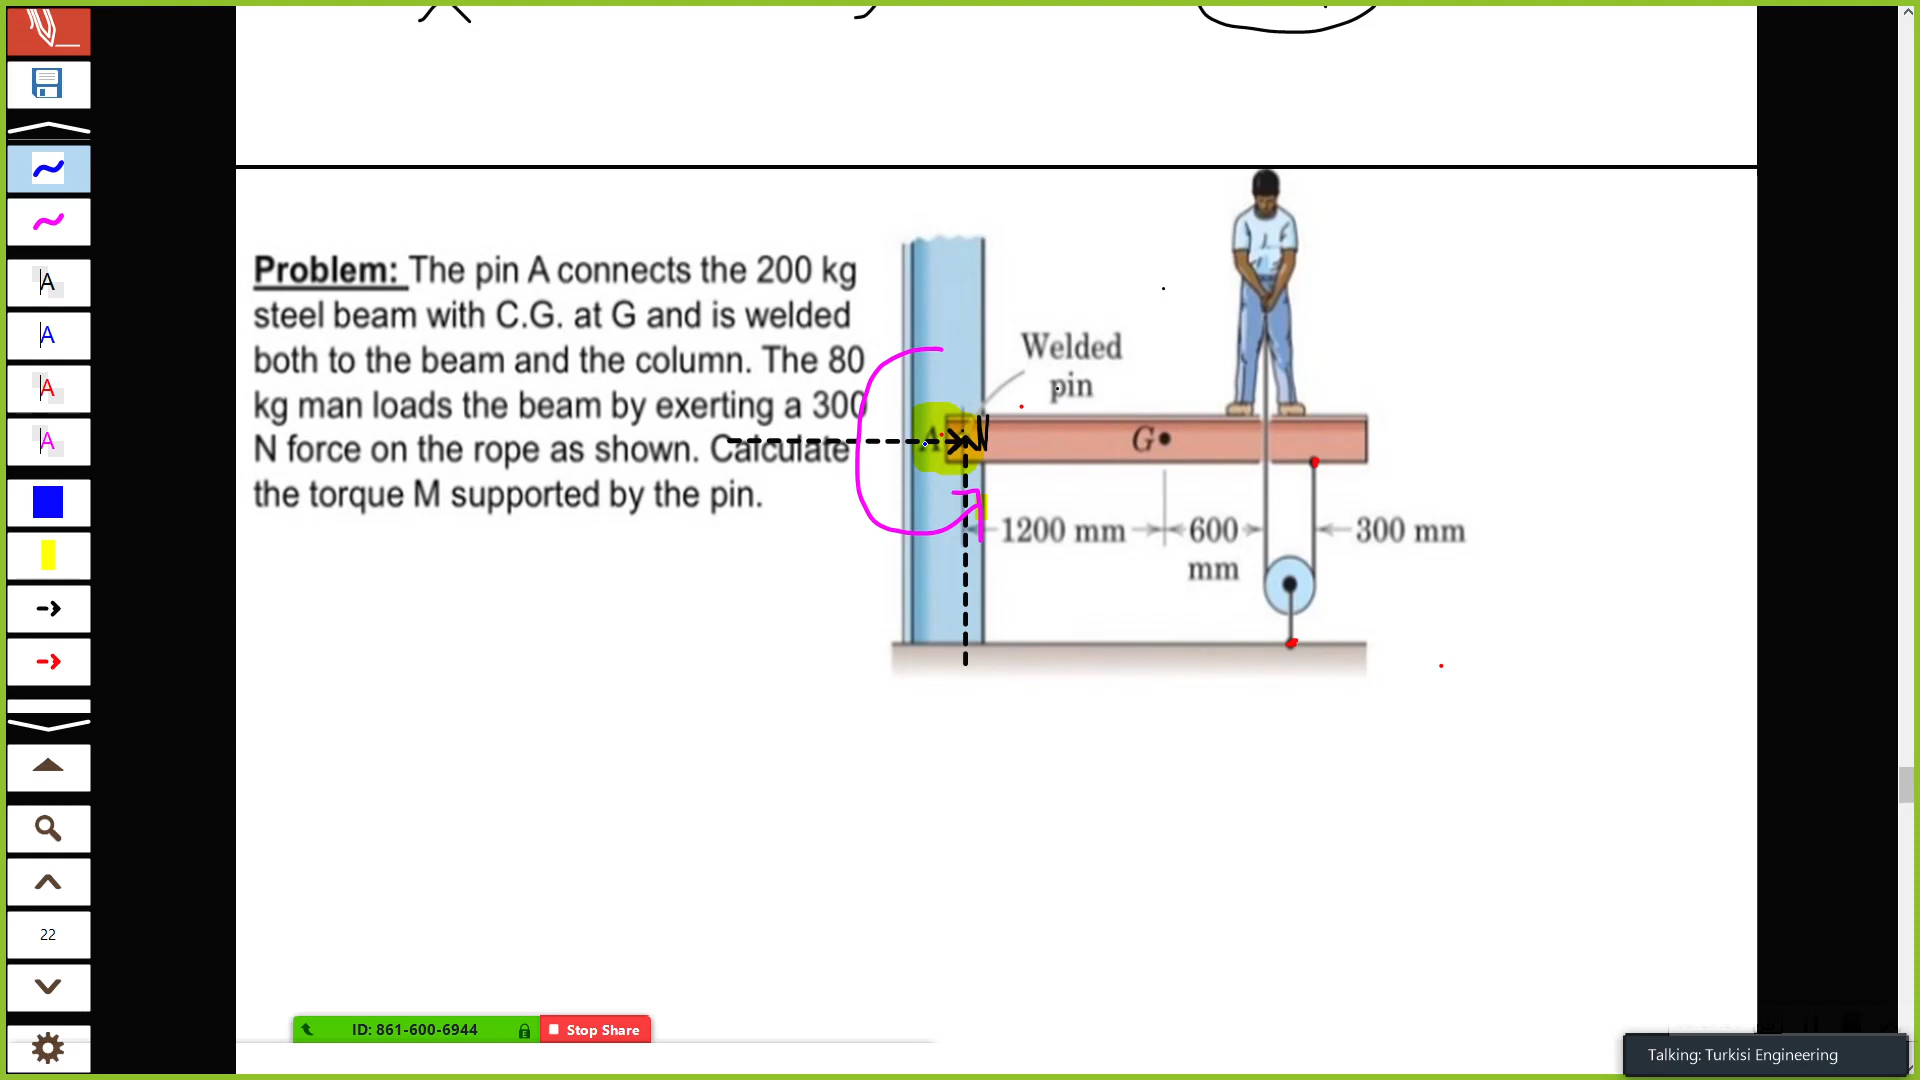 A
A
A
A
22
Problem: The pin A connects the 200 kg
steel beam with C.G. at G and is welded
both to the beam and the column. The 80
kg man loads the beam by exerting a 300
N force on the rope as shown. Calculate
the torque M supported by the pin.
Welded
pin
A
N
G
1200 mm
600
mm
300 mm
ID: 861-600-6944
Stop Share
Talking: Turkisi Engineering